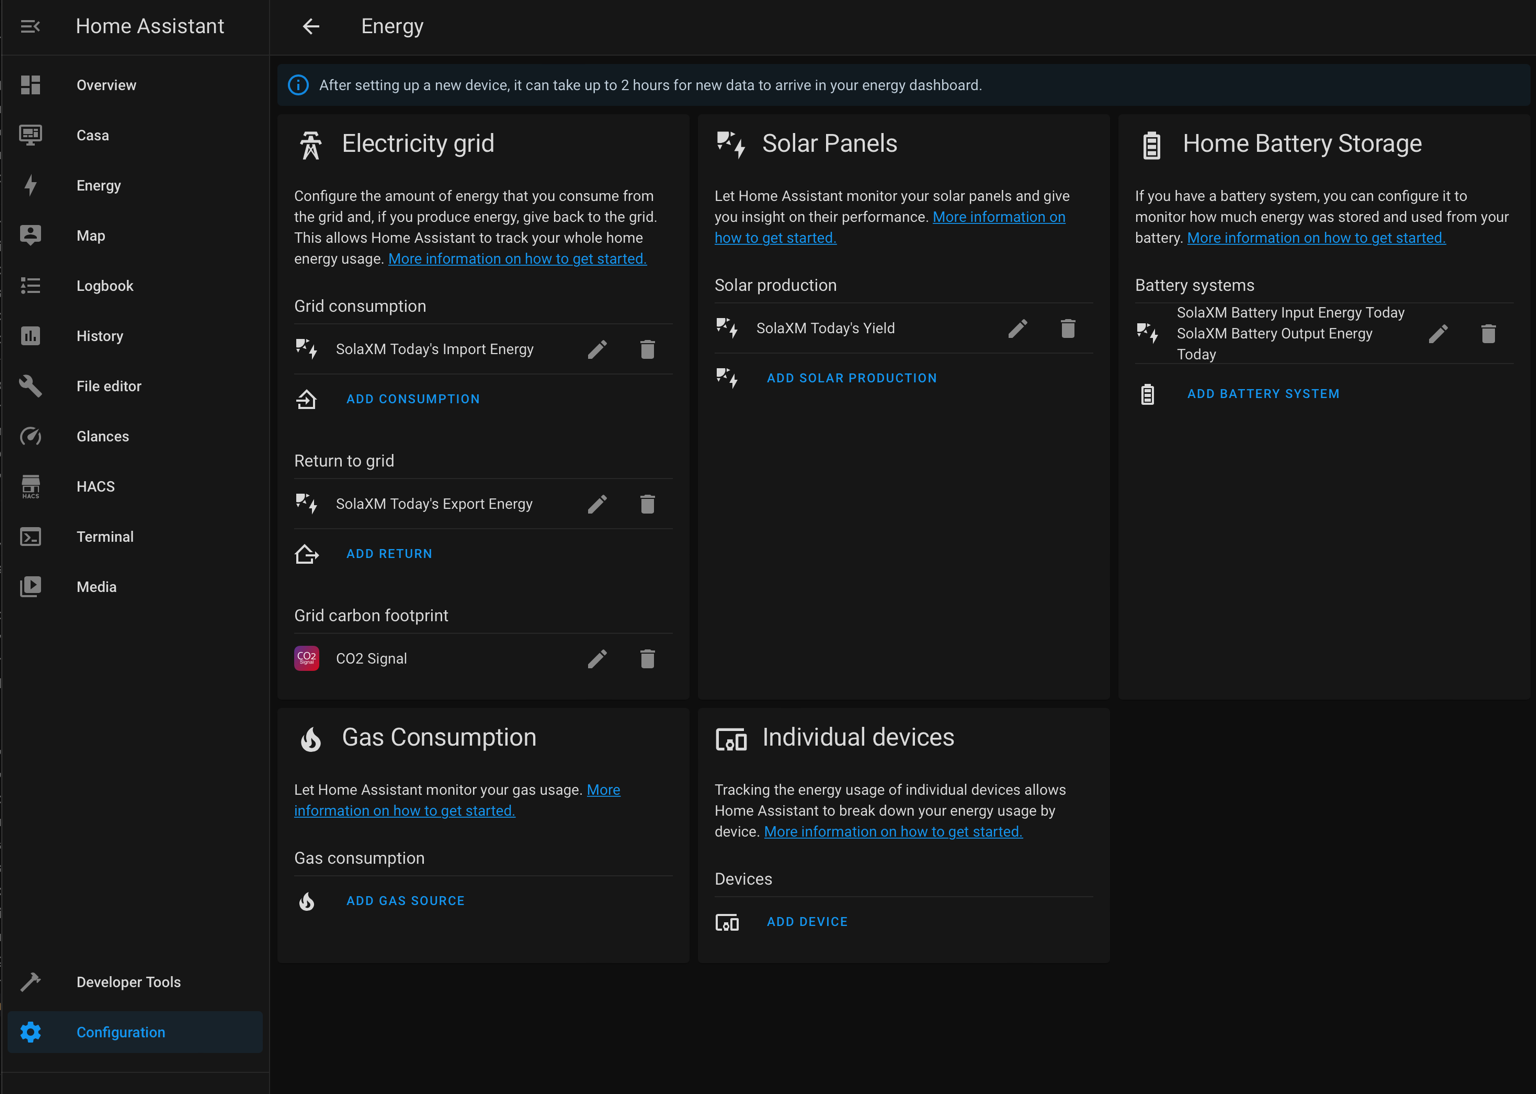 Home Assistant
Overview
Casa
Energy
Map
Logbook
History
File editor
Glances
HACS
HACS
Terminal
Media
Developer Tools
Configuration
Energy
After setting up a new device, it can take up to 2 hours for new data to arrive in your energy dashboard.
Electricity grid
Configure the amount of energy that you consume from
the grid and, if you produce energy, give back to the grid.
This allows Home Assistant to track your whole home
energy usage. More information on how to get started.
Grid consumption
SolaXM Today's Import Energy
ADD CONSUMPTION
Return to grid
SolaXM Today's Export Energy
ADD RETURN
Grid carbon footprint
CO2
Signal
CO2 Signal
Solar Panels
Let Home Assistant monitor your solar panels and give
you insight on their performance. More information on
how to get started.
Solar production
SolaXM Today's Yield
ADD SOLAR PRODUCTION
Home Battery Storage
If you have a battery system, you can configure it to
monitor how much energy was stored and used from your
battery. More information on how to get started.
Battery systems
SolaXM Battery Input Energy Today
SolaXM Battery Output Energy
Today
ADD BATTERY SYSTEM
Gas Consumption
Let Home Assistant monitor your gas usage. More
information on how to get started.
Gas consumption
ADD GAS SOURCE
Individual devices
Tracking the energy usage of individual devices allows
Home Assistant to break down your energy usage by
device. More information on how to get started.
Devices
ADD DEVICE